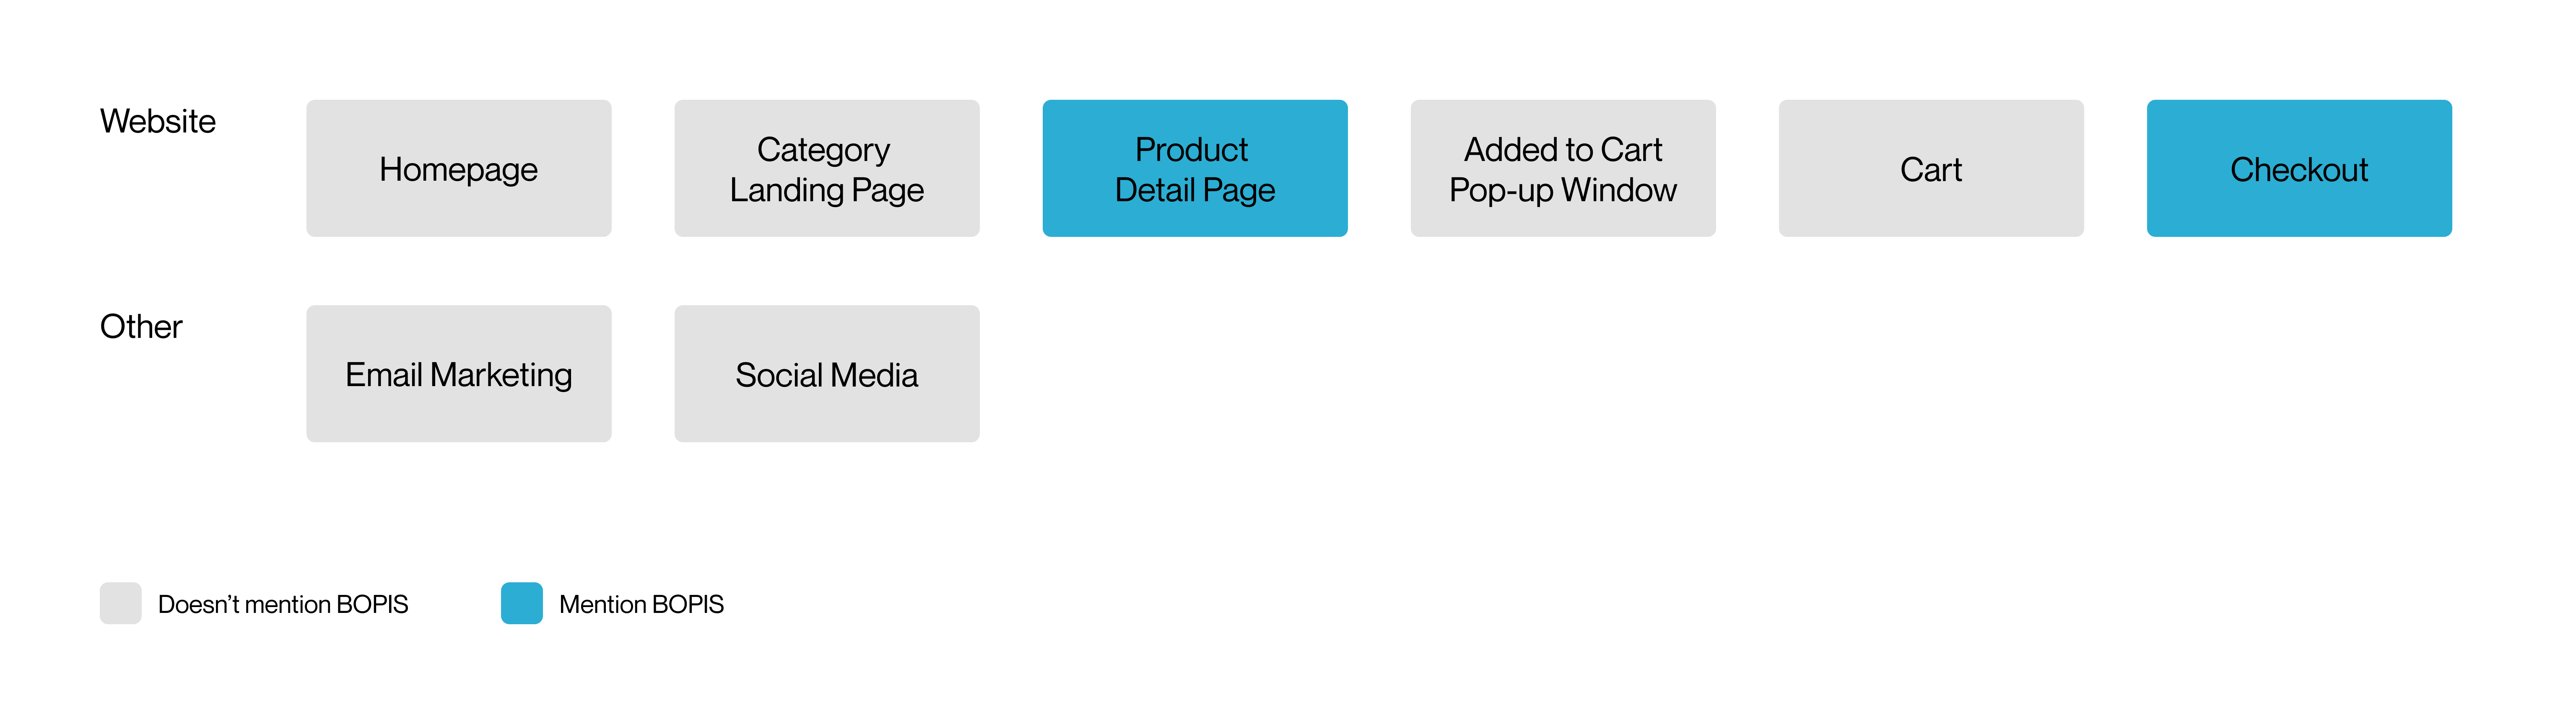 Website
Homepage
Category
Landing Page
Product
Detail Page
Added to Cart
Pop-up Window
Cart
Checkout
Other
Email Marketing
Social Media
Doesn’t mention BOPIS
Mention BOPIS